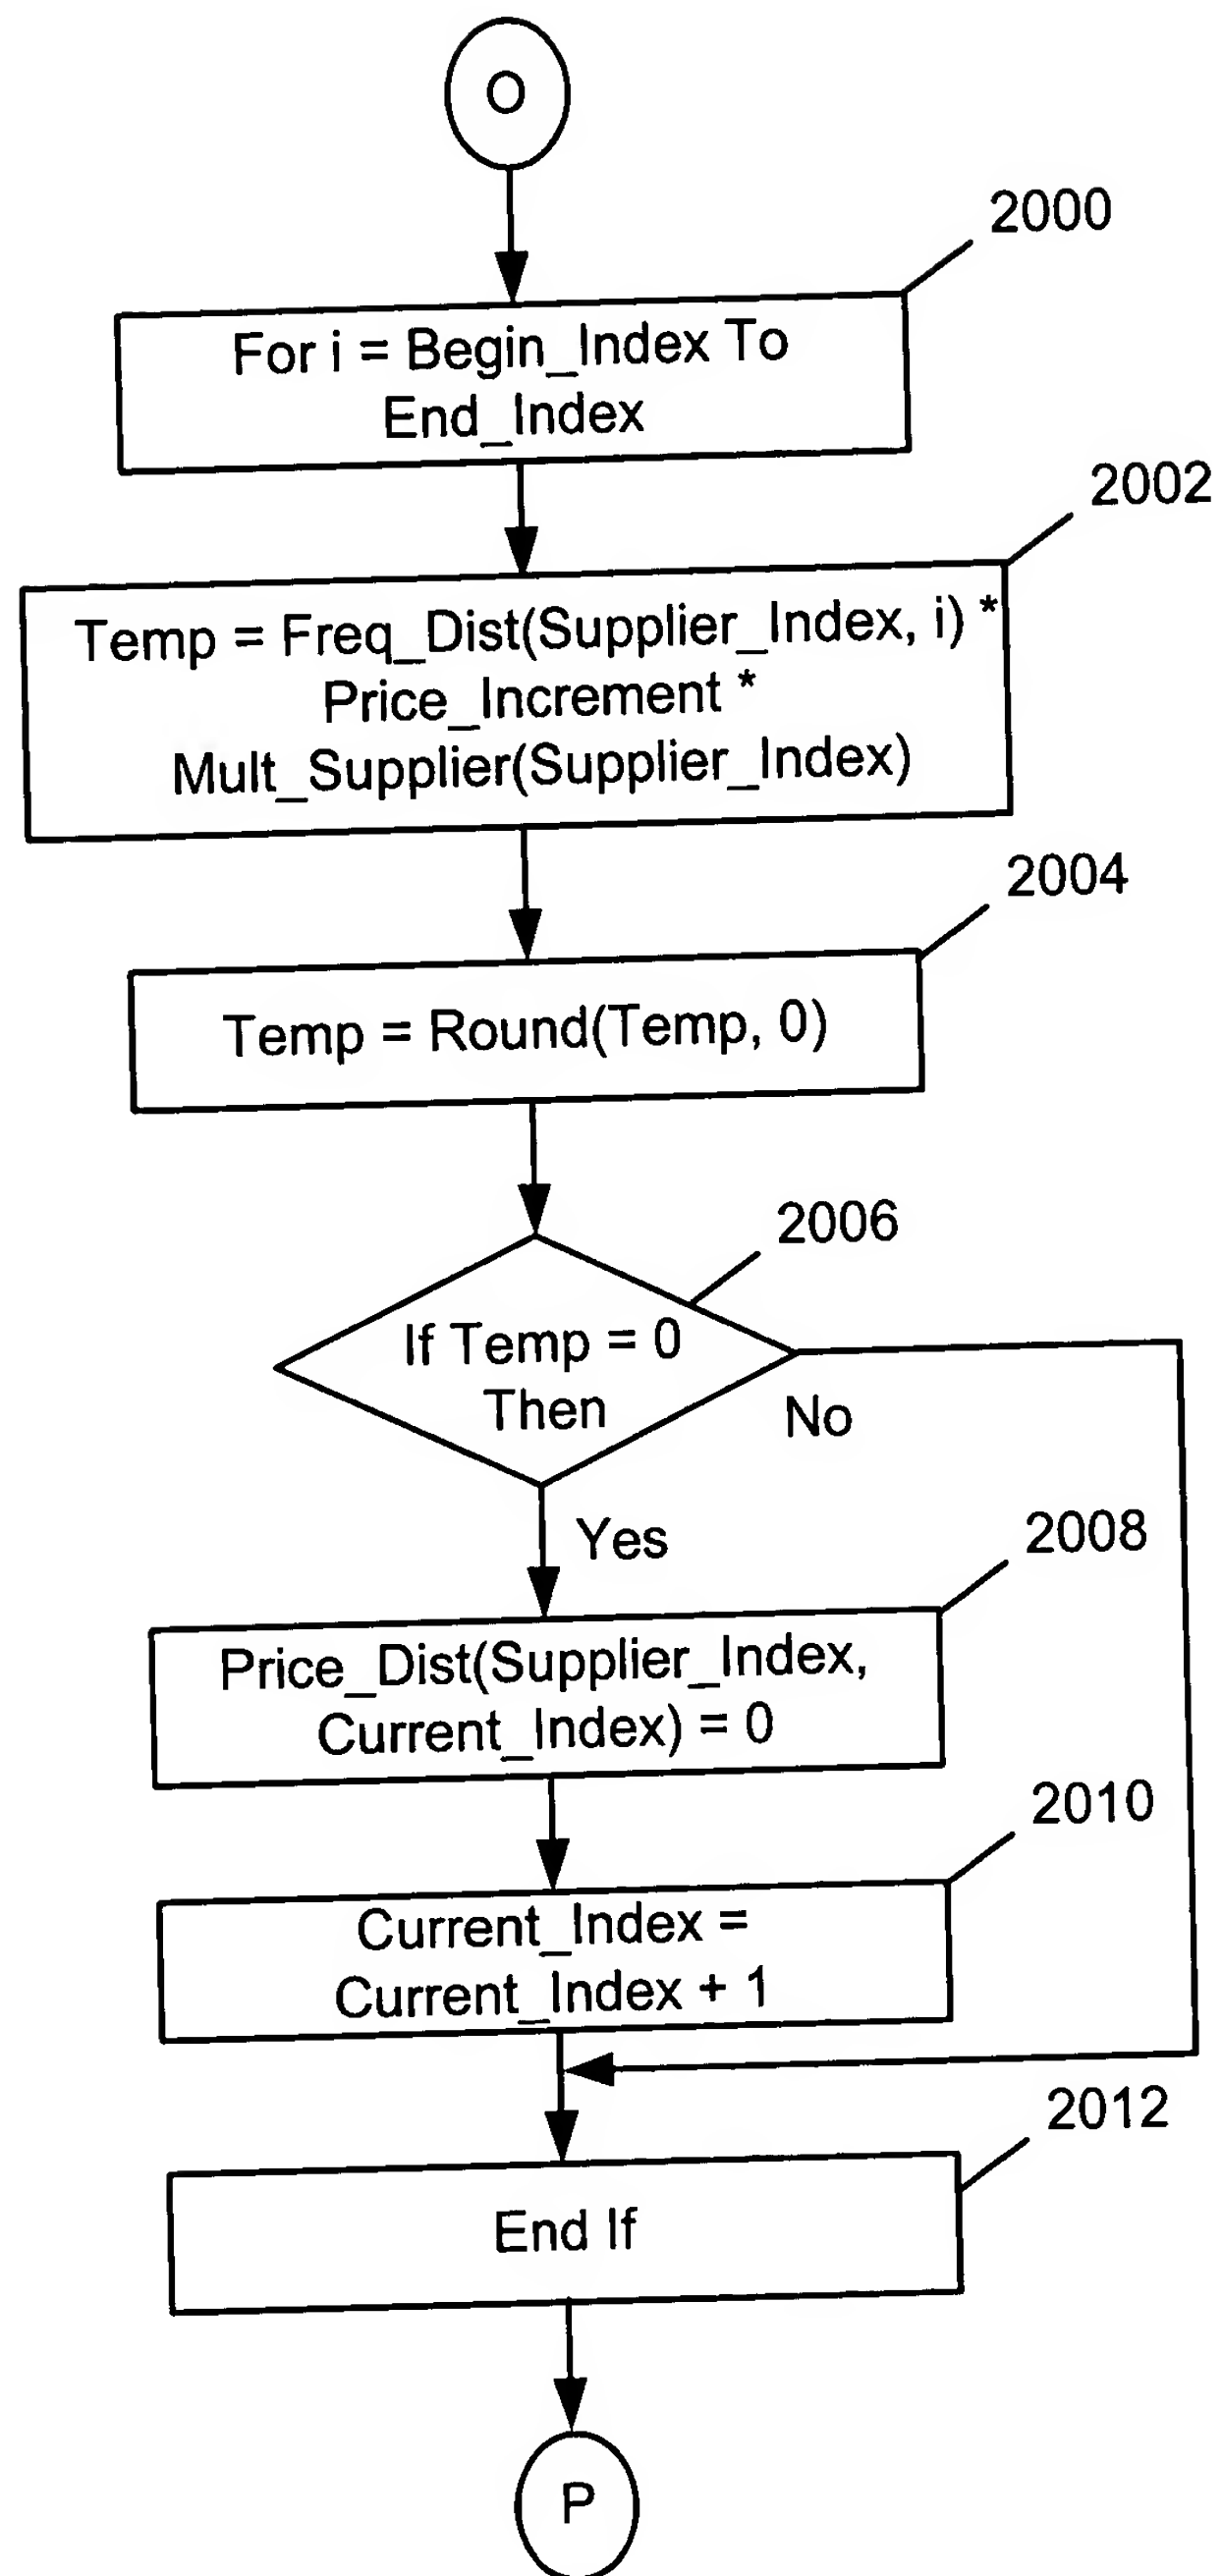 O
2000
For i = Begin_Index To
End_Index
2002
Temp = Freq_Dist(Supplier_Index, i) *
Price_Increment *
Mult_Supplier(Supplier_Index)
2004
Temp = Round(Temp, 0)
2006
If Temp = 0
Then
No
Yes
2008
Price_Dist(Supplier_Index,
Current_Index) = 0
2010
Current_Index =
Current_Index + 1
2012
End If
P